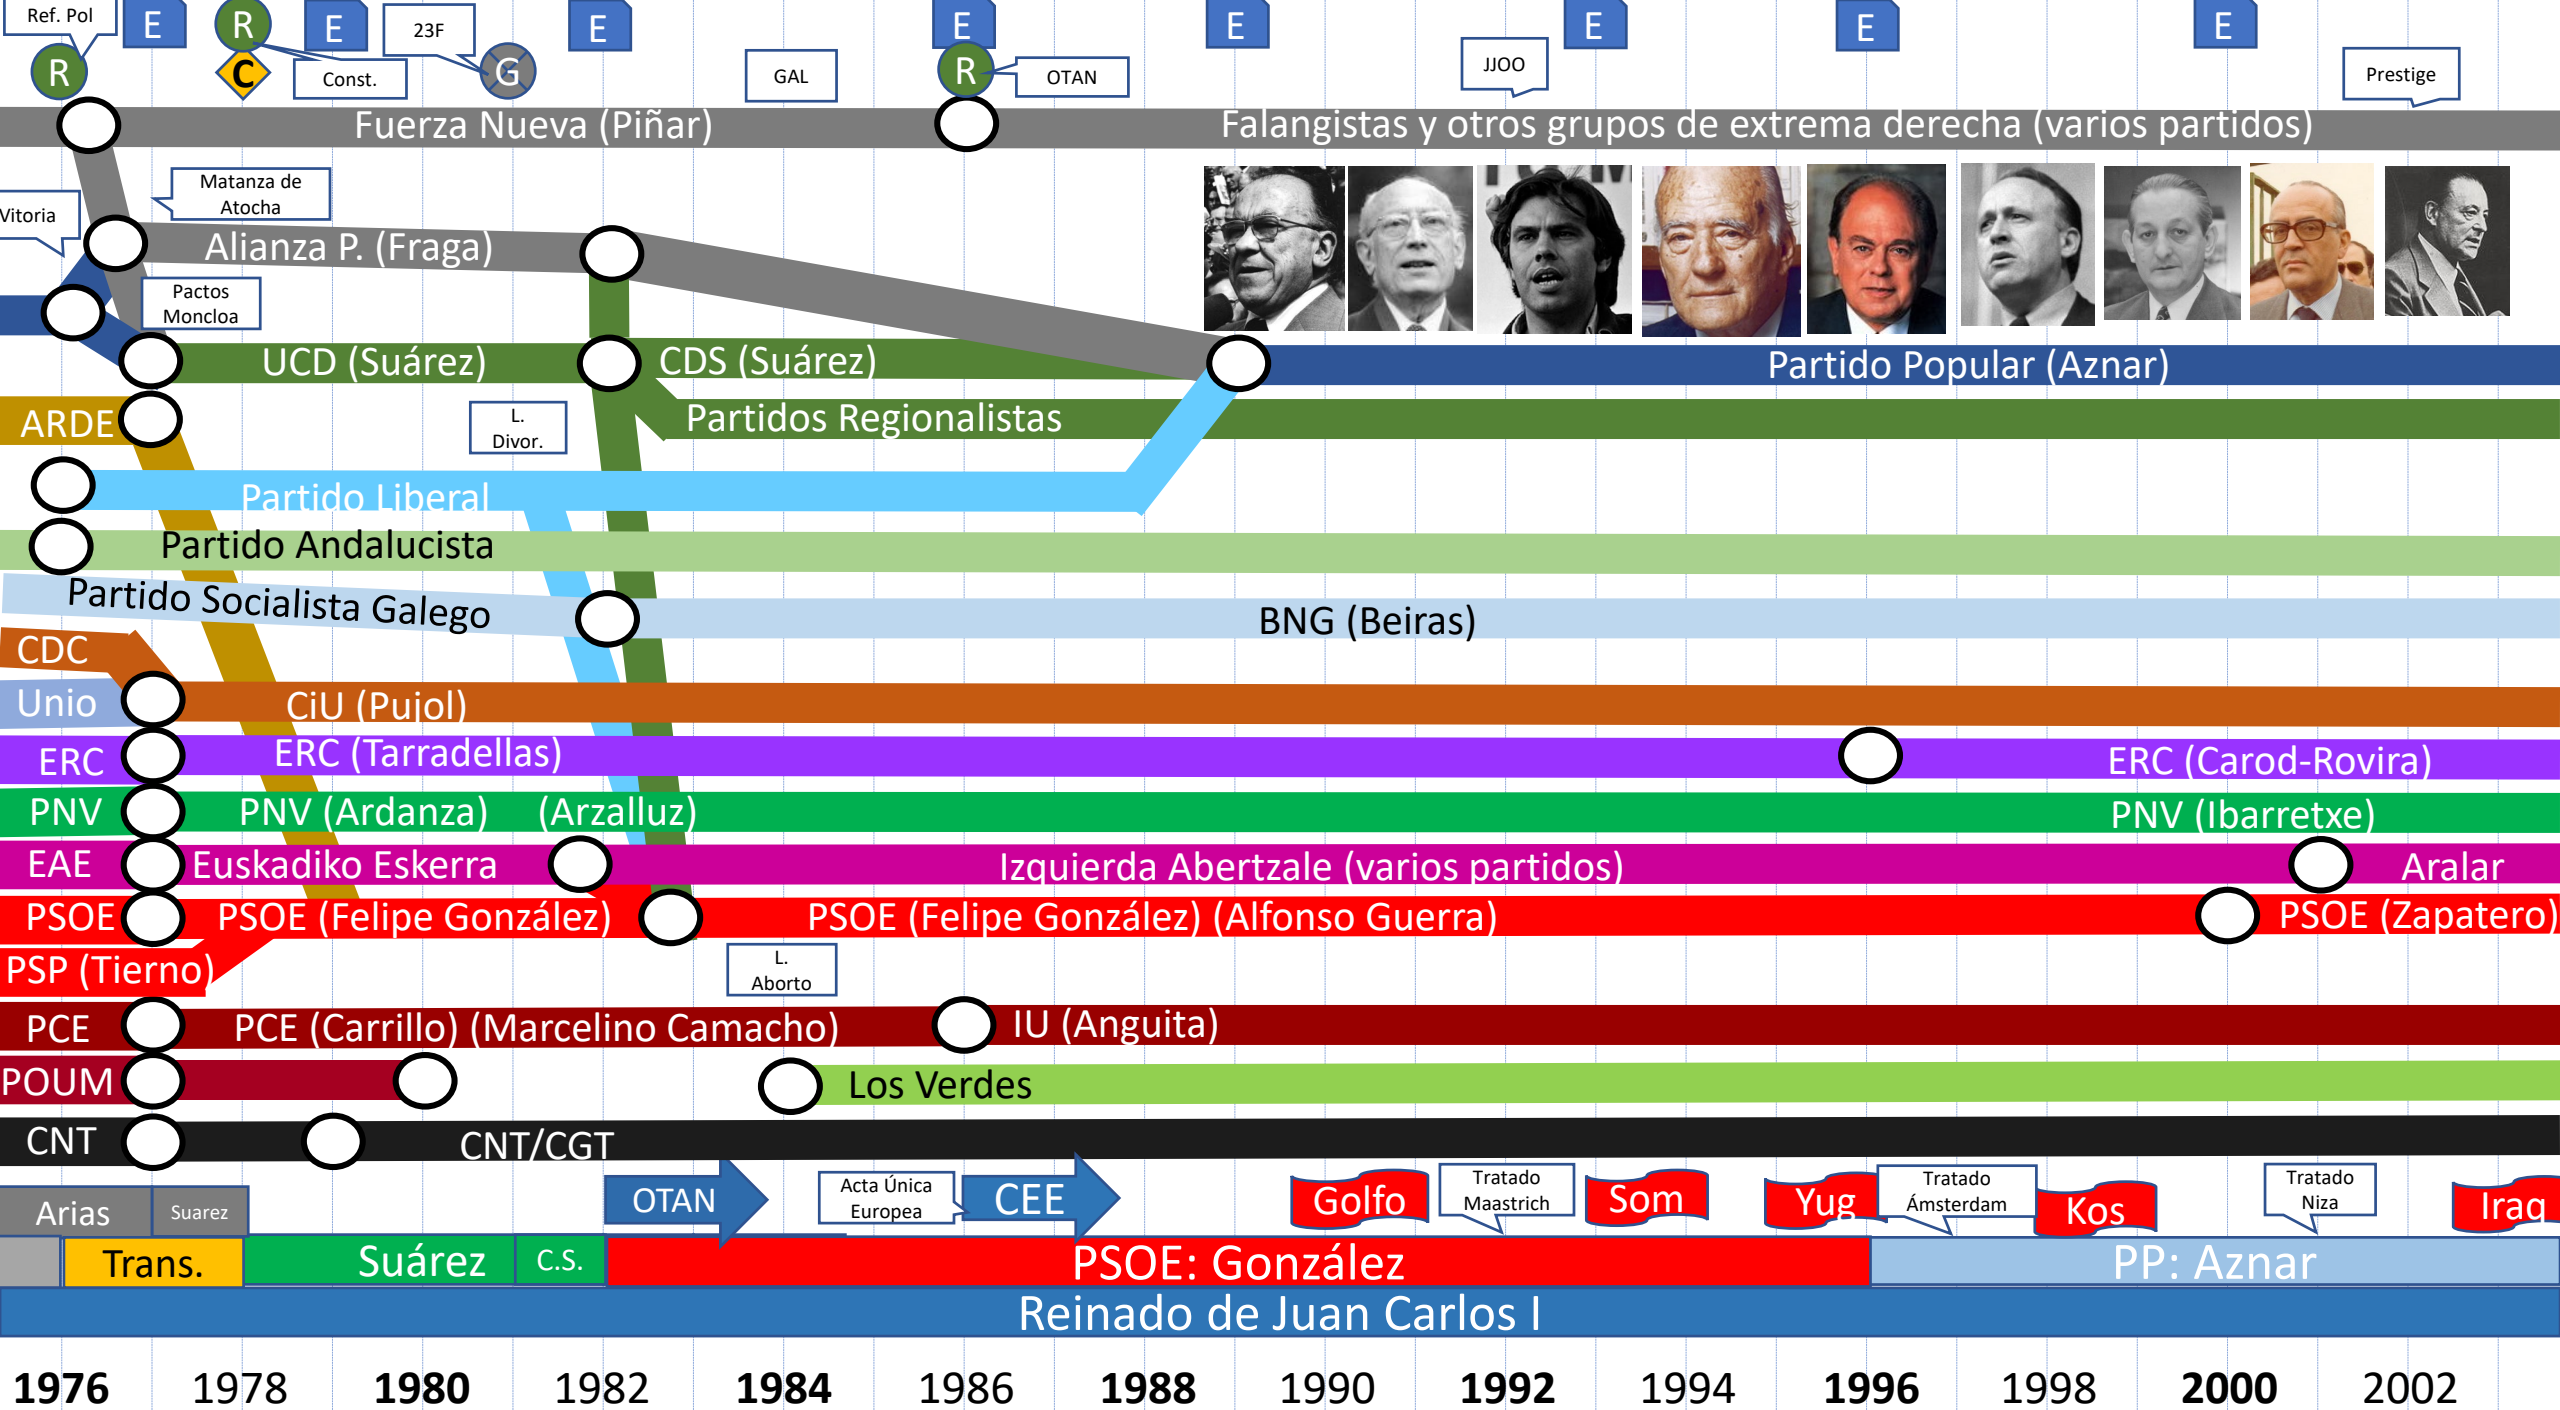 Ref. Pol
E
R
E
23F
E
E
E
E
E
E
R
C
Const.
G
GAL
R
OTAN
JJOO
Prestige
Fuerza Nueva (Piñar)
Falangistas y otros grupos de extrema derecha (varios partidos)
Matanza de
Atocha
Vitoria
Alianza P. (Fraga)
Pactos
Moncloa
UCD (Suárez)
CDS (Suárez)
Partido Popular (Aznar)
ARDE
L.
Divor.
Partidos Regionalistas
Partido Liberal
Partido Andalucista
Partido Socialista Galego
BNG (Beiras)
CDC
Unio
CiU (Pujol)
ERC
ERC (Tarradellas)
ERC (Carod-Rovira)
PNV
PNV (Ardanza)
(Arzalluz)
PNV (Ibarretxe)
EAE
Euskadiko Eskerra
Izquierda Abertzale (varios partidos)
Aralar
PSOE
PSOE (Felipe González)
PSOE (Felipe González) (Alfonso Guerra)
PSOE (Zapatero)
PSP (Tierno)
L.
Aborto
PCE
PCE (Carrillo) (Marcelino Camacho)
IU (Anguita)
POUM
Los Verdes
CNT
CNT/CGT
Arias
Suarez
OTAN
Acta Única
Europea
CEE
Golfo
Tratado
Maastrich
Som
Yug
Tratado
Ámsterdam
Kos
Tratado
Niza
Iraq
Trans.
Suárez
C.S.
PSOE: González
PP: Aznar
Reinado de Juan Carlos I
1976
1978
1980
1982
1984
1986
1988
1990
1992
1994
1996
1998
2000
2002